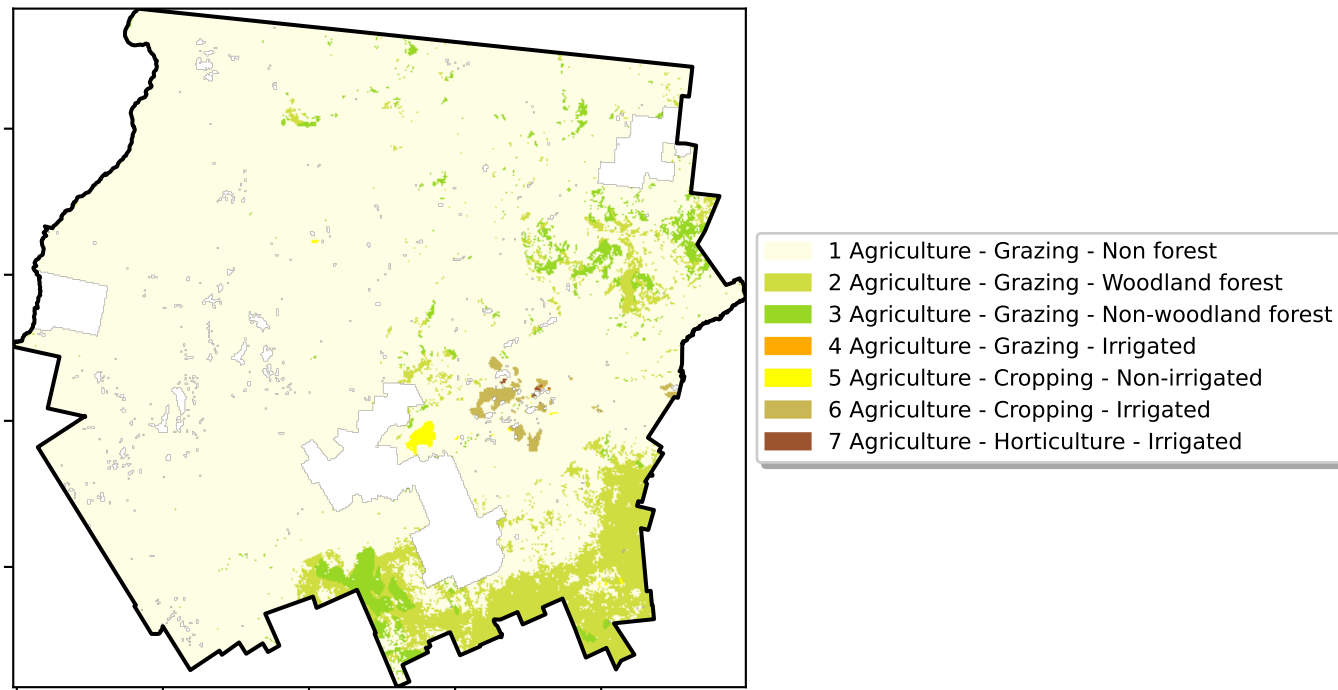 1 Agriculture - Grazing - Non forest
2 Agriculture - Grazing - Woodland forest
3 Agriculture - Grazing - Non-woodland forest
4 Agriculture - Grazing - Irrigated
5 Agriculture - Cropping - Non-irrigated
6 Agriculture - Cropping - Irrigated
7 Agriculture - Horticulture - Irrigated